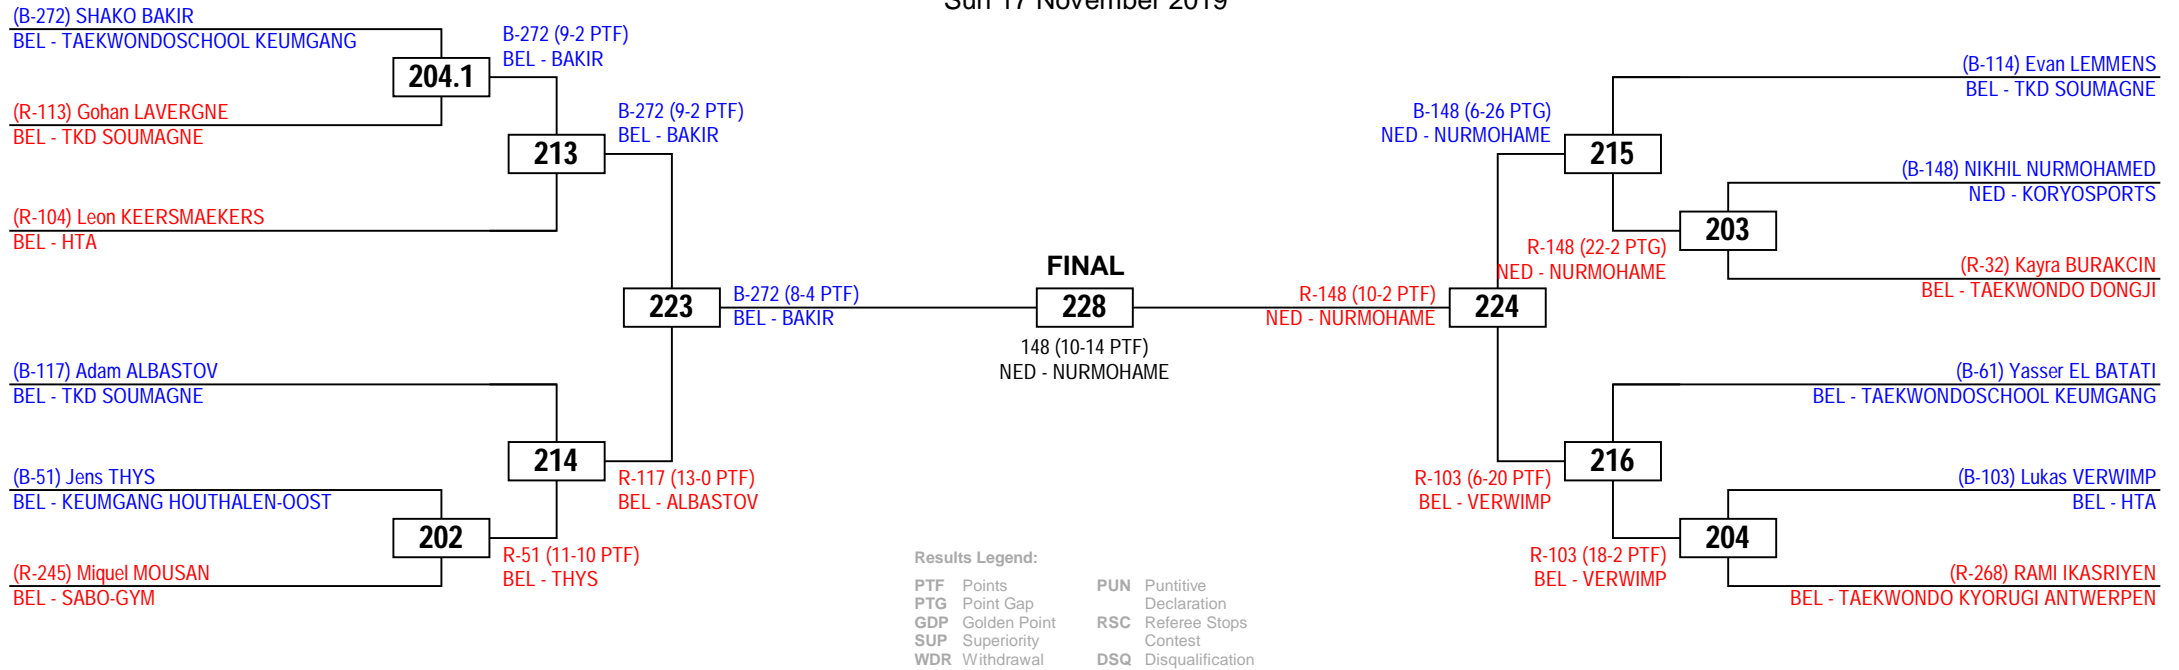 Sun 17 November 2019
(B-272) SHAKO BAKIR
BEL - TAEKWONDOSCHOOL KEUMGANG
204.1
B-272 (9-2 PTF)
BEL - BAKIR
(R-113) Gohan LAVERGNE
BEL - TKD SOUMAGNE
213
B-272 (9-2 PTF)
BEL - BAKIR
(R-104) Leon KEERSMAEKERS
BEL - HTA
223
B-272 (8-4 PTF)
BEL - BAKIR
(B-117) Adam ALBASTOV
BEL - TKD SOUMAGNE
214
R-117 (13-0 PTF)
BEL - ALBASTOV
(B-51) Jens THYS
BEL - KEUMGANG HOUTHALEN-OOST
202
R-51 (11-10 PTF)
BEL - THYS
(R-245) Miquel MOUSAN
BEL - SABO-GYM
FINAL
228
148 (10-14 PTF)
NED - NURMOHAME
(B-114) Evan LEMMENS
BEL - TKD SOUMAGNE
B-148 (6-26 PTG)
NED - NURMOHAME
215
(B-148) NIKHIL NURMOHAMED
NED - KORYOSPORTS
203
R-148 (22-2 PTG)
NED - NURMOHAME
(R-32) Kayra BURAKCIN
BEL - TAEKWONDO DONGJI
R-148 (10-2 PTF)
NED - NURMOHAME
224
(B-61) Yasser EL BATATI
BEL - TAEKWONDOSCHOOL KEUMGANG
216
R-103 (6-20 PTF)
BEL - VERWIMP
(B-103) Lukas VERWIMP
BEL - HTA
204
R-103 (18-2 PTF)
BEL - VERWIMP
(R-268) RAMI IKASRIYEN
BEL - TAEKWONDO KYORUGI ANTWERPEN
Results Legend:
PTF Points
PTG Point Gap
GDP Golden Point
SUP Superiority
WDR Withdrawal
PUN Puntitive
Declaration
RSC Referee Stops
Contest
DSQ Disqualification